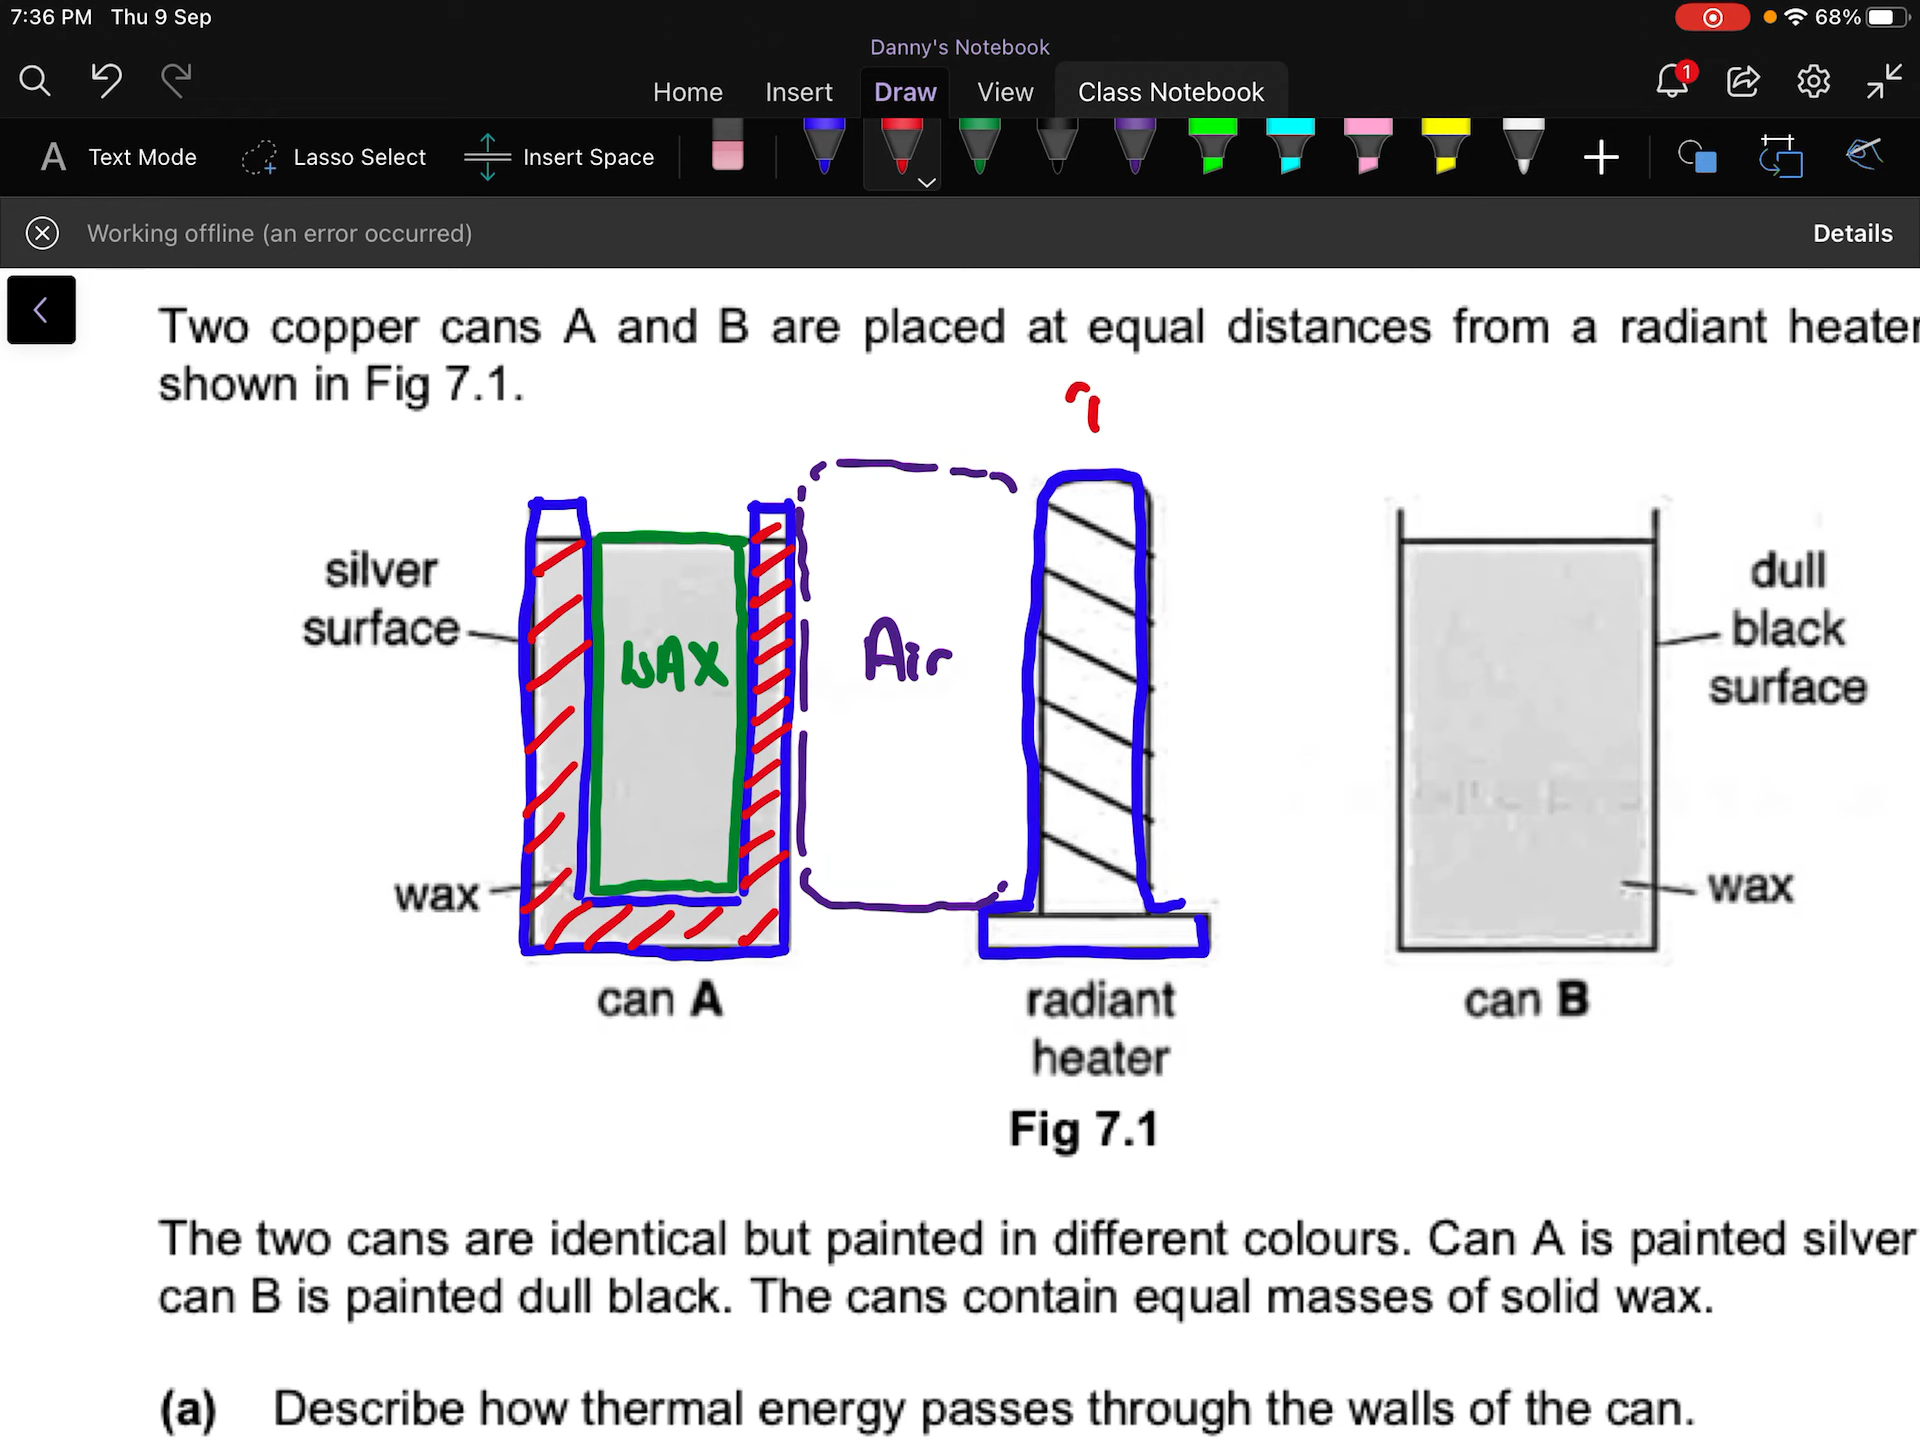 7:36 PM Thu 9 Sep
68%
Danny's Notebook
Home Insert Draw View Class Notebook
1
A Text Mode Lasso Select Insert Space
Working offline (an error occurred) Details
Two copper cans A and B are placed at equal distances from a radiant heater
shown in Fig 7.1.
silver
surface
WAX
Air
dull
black
surface
wax
wax
can A
radiant
heater
can B
Fig 7.1
The two cans are identical but painted in different colours. Can A is painted silver
can B is painted dull black. The cans contain equal masses of solid wax.
(a) Describe how thermal energy passes through the walls of the can.